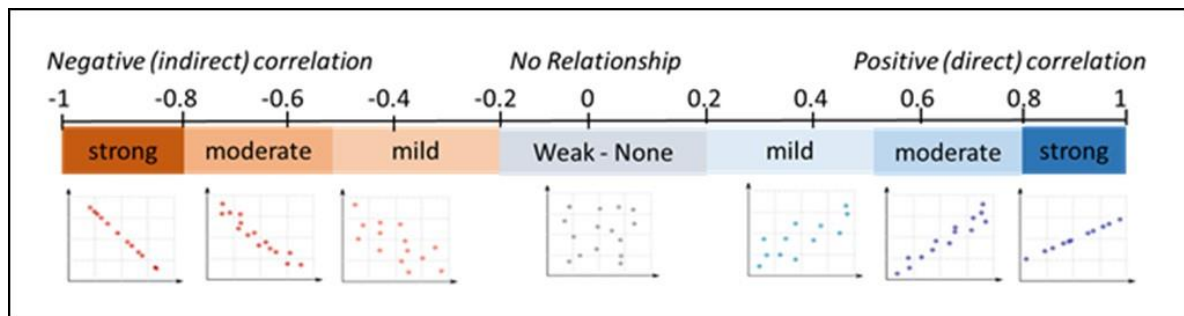 Negative (indirect) correlation No Relationship Positive (direct) correlation
-1 -0.8 -0.6 -0.4 -0.2 0 0.2 0.4 0.6 0.8 1
strong moderate mild Weak - None mild moderate strong